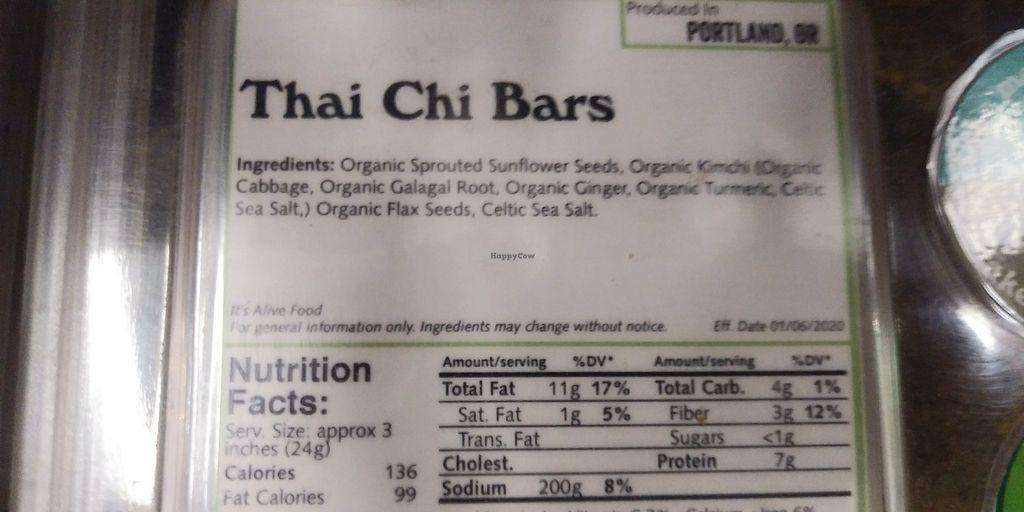 Produced in
PORTLAND, OR
Thai Chi Bars
Ingredients: Organic Sprouted Sunflower Seeds, Organic Kimchi (Organic
Cabbage, Organic Galagal Root, Organic Ginger, Organic Turmeric, Celtic
Sea Salt,) Organic Flax Seeds, Celtic Sea Salt.
HappyCow
It's Alive Food
For general information only. Ingredients may change without notice. Eff. Date 01/06/2020
Nutrition
Facts:
Serv. Size: approx 3
inches (24g)
Calories 136
Fat Calories 99
Amount/serving %DV* Amount/serving %DV*
Total Fat 11g 17% Total Carb. 4g 1%
Sat. Fat 1g 5% Fiber 3g 12%
Trans. Fat Sugars <1g
Cholest. Protein 7g
Sodium 200g 8%